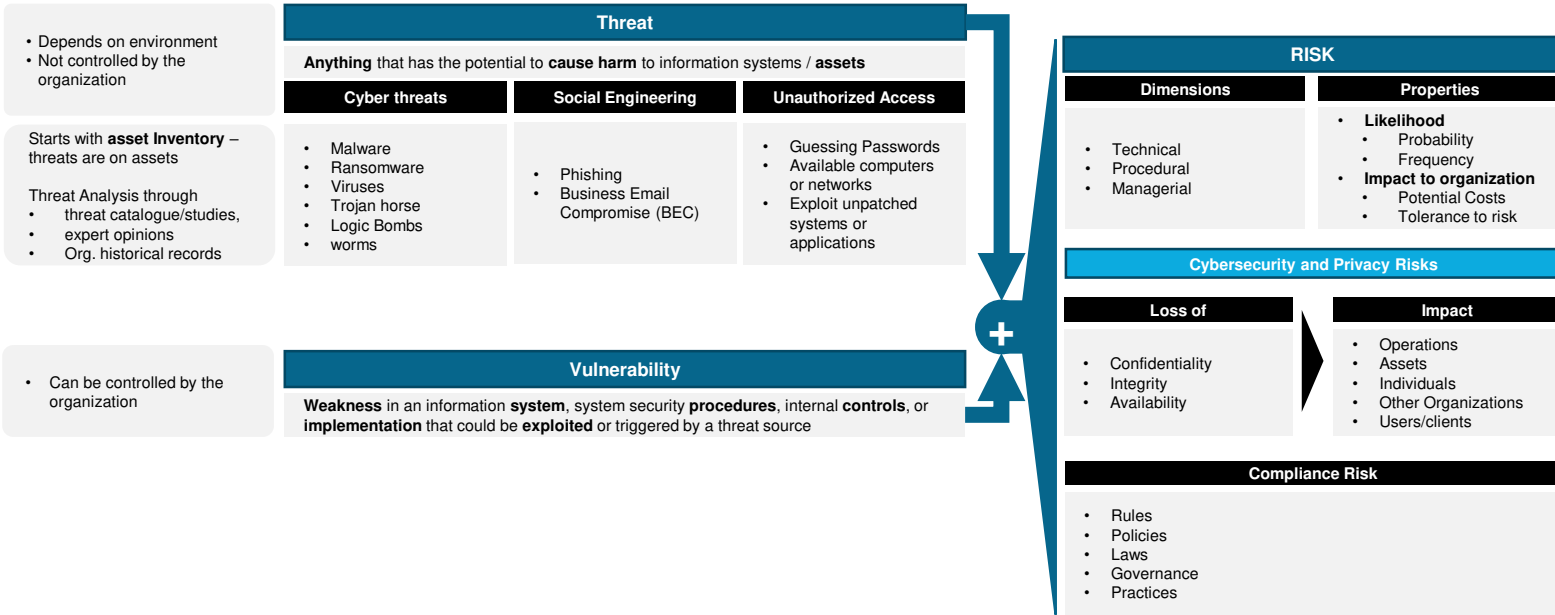 • Depends on environment
• Not controlled by the
organization
Starts with asset Inventory –
threats are on assets
Threat Analysis through
• threat catalogue/studies,
• expert opinions
• Org. historical records
Threat
Anything that has the potential to cause harm to information systems / assets
Cyber threats
• Malware
• Ransomware
• Viruses
• Trojan horse
• Logic Bombs
• worms
Social Engineering
• Phishing
• Business Email
Compromise (BEC)
Unauthorized Access
• Guessing Passwords
• Available computers
or networks
• Exploit unpatched
systems or
applications
• Can be controlled by the
organization
Vulnerability
Weakness in an information system, system security procedures, internal controls, or
implementation that could be exploited or triggered by a threat source
+
RISK
Dimensions
• Technical
• Procedural
• Managerial
Properties
• Likelihood
• Probability
• Frequency
• Impact to organization
• Potential Costs
• Tolerance to risk
Cybersecurity and Privacy Risks
Loss of
• Confidentiality
• Integrity
• Availability
Impact
• Operations
• Assets
• Individuals
• Other Organizations
• Users/clients
Compliance Risk
• Rules
• Policies
• Laws
• Governance
• Practices